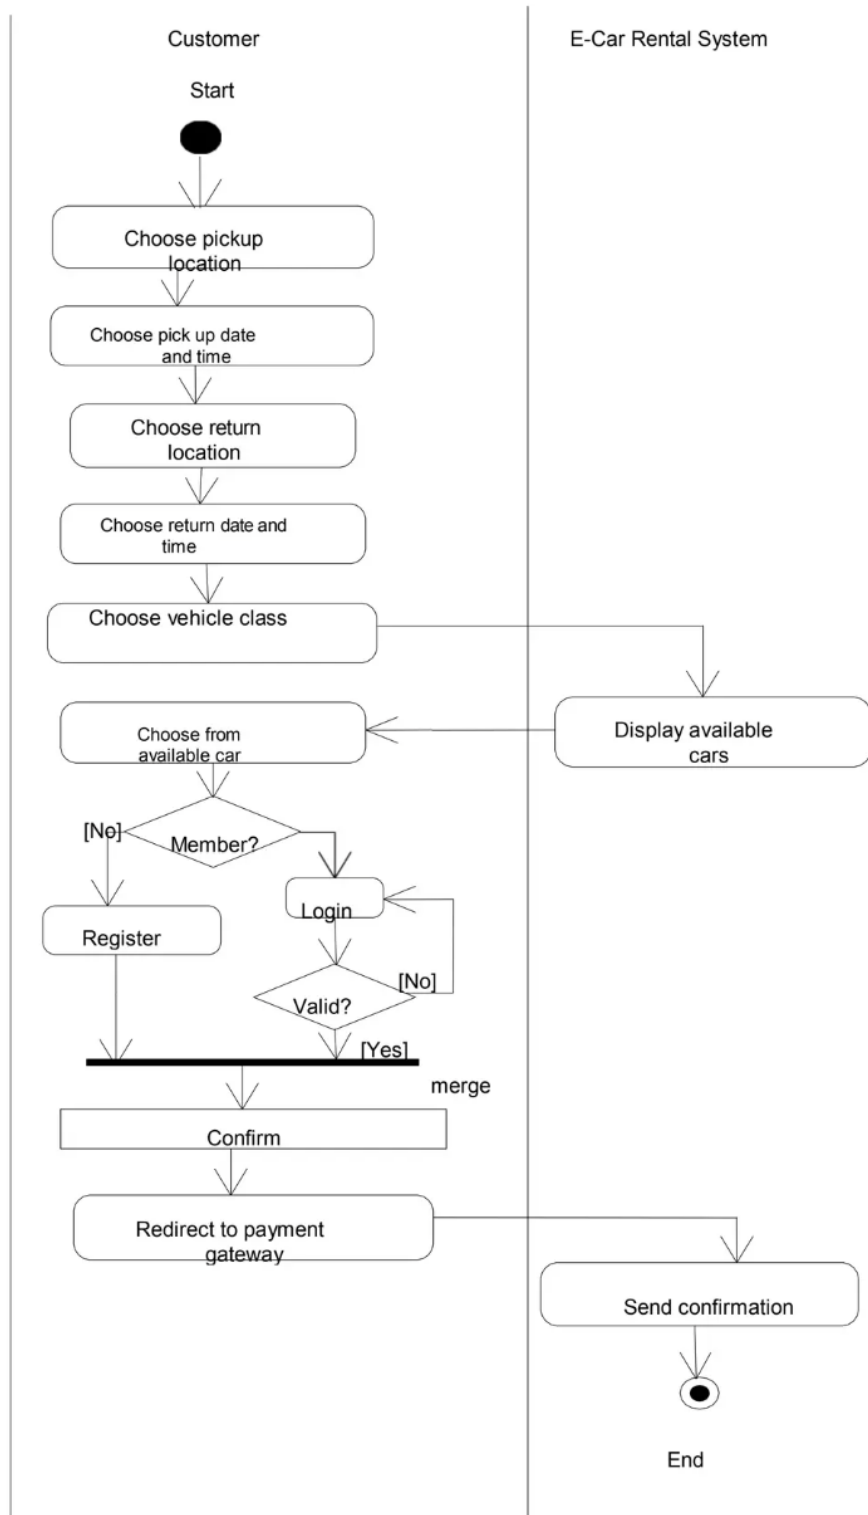 Customer
E-Car Rental System
Start
Choose pickup
location
Choose pick up date
and time
Choose return
location
Choose return date and
time
Choose vehicle class
Choose from
available car
Display available
cars
[No]
Member?
Login
Register
[No]
Valid?
[Yes]
merge
Confirm
Redirect to payment
gateway
Send confirmation
End